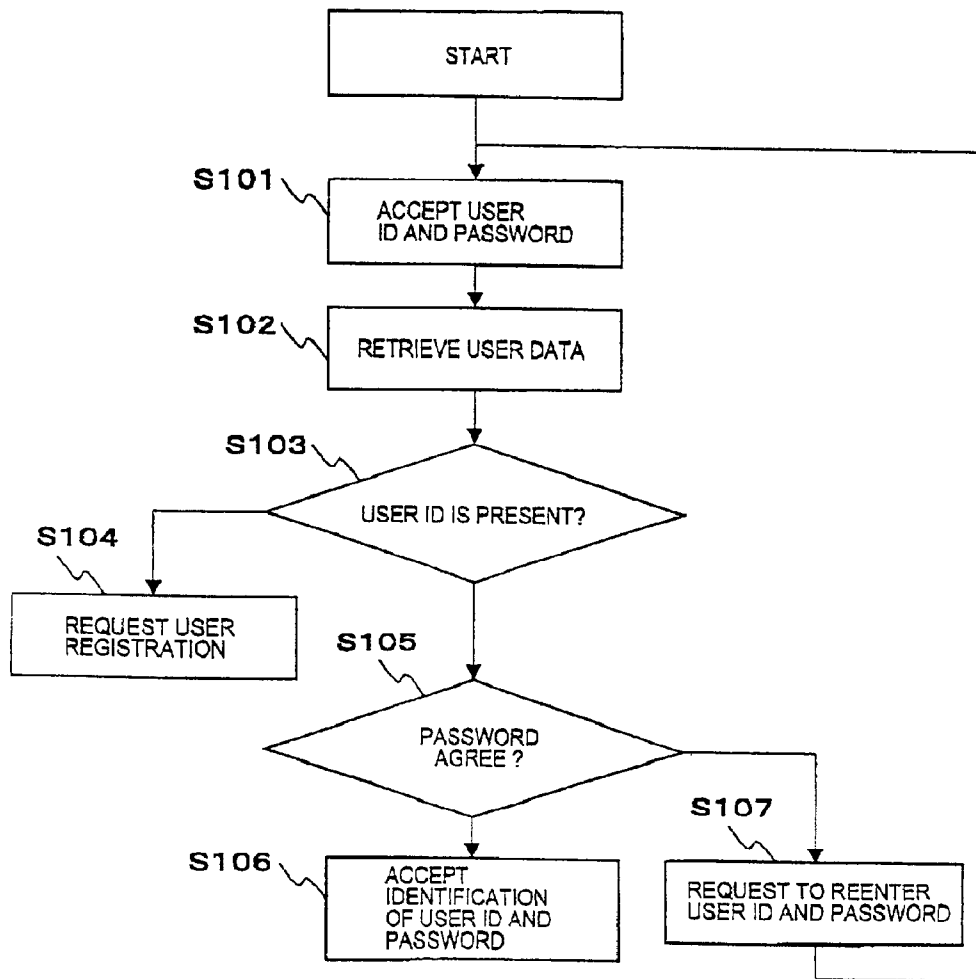 START
S101
ACCEPT USER
ID AND PASSWORD
S102
RETRIEVE USER DATA
S103
USER ID IS PRESENT?
S104
REQUEST USER
REGISTRATION
S105
PASSWORD
AGREE ?
S106
ACCEPT
IDENTIFICATION
OF USER ID AND
PASSWORD
S107
REQUEST TO REENTER
USER ID AND PASSWORD